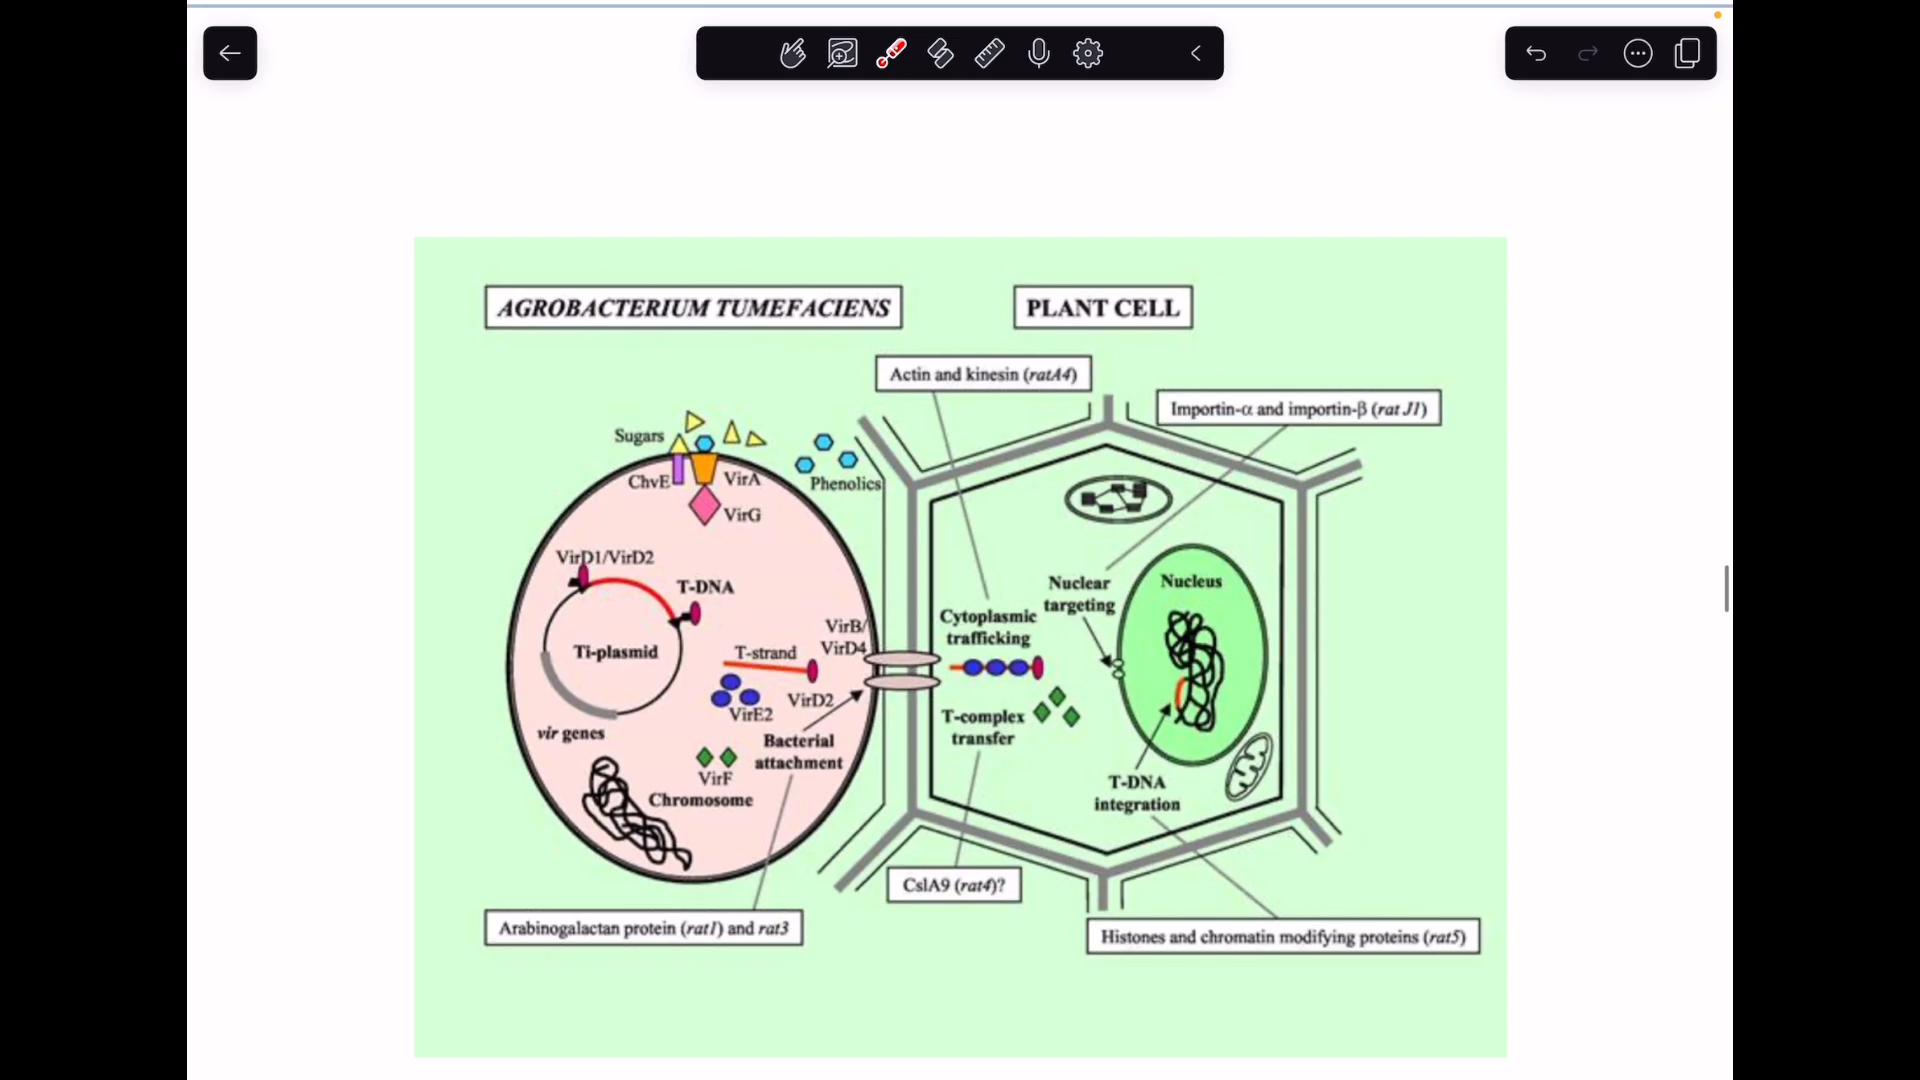 AGROBACTERIUM TUMEFACIENS
PLANT CELL
Actin and kinesin (ratA4)
Importin-α and importin-β (rat J1)
Sugars
ChvE
VirA
Phenolics
VirG
VirD1/VirD2
T-DNA
Ti-plasmid
vir genes
T-strand
VirB/
VirD4
VirD2
VirE2
Bacterial
attachment
VirF
Chromosome
Cytoplasmic
trafficking
Nuclear
targeting
Nucleus
T-complex
transfer
T-DNA
integration
CslA9 (rat4)?
Arabinogalactan protein (rat1) and rat3
Histones and chromatin modifying proteins (rat5)